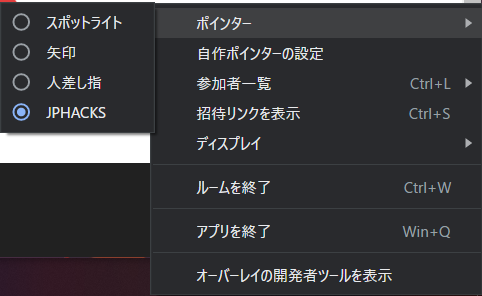 スポットライト
矢印
人差し指
JPHACKS
ポインター
自作ポインターの設定
参加者一覧 Ctrl+L
招待リンクを表示 Ctrl+S
ディスプレイ
ルームを終了 Ctrl+W
アプリを終了 Win+Q
オーバーレイの開発者ツールを表示